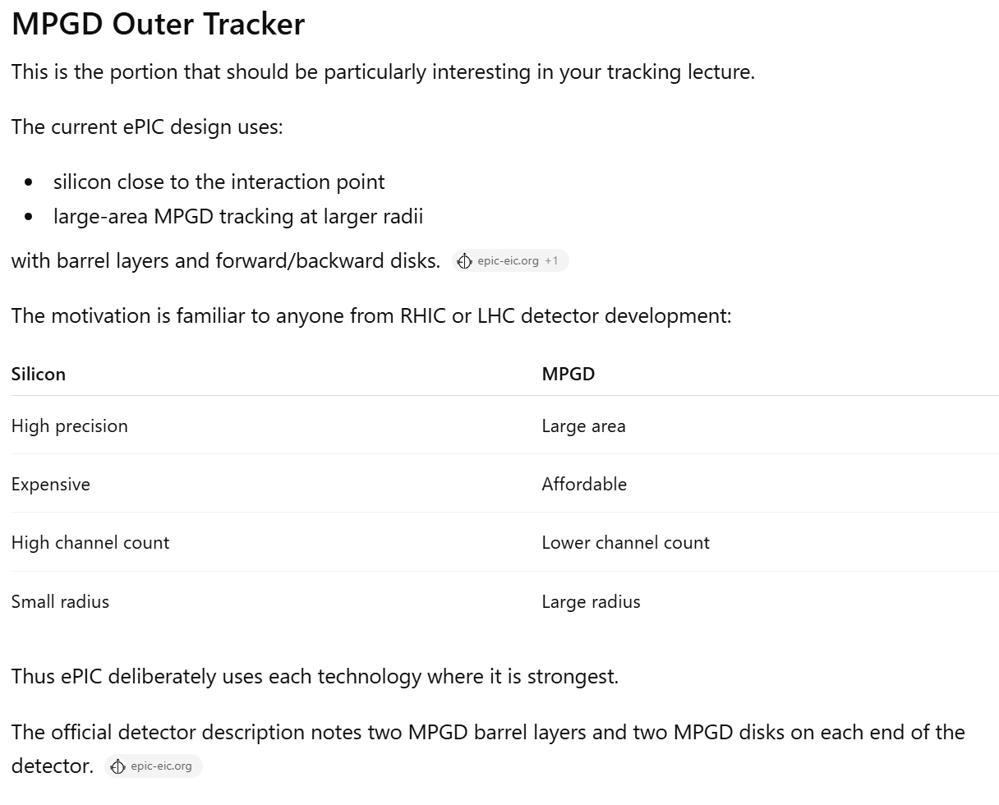 MPGD Outer Tracker
This is the portion that should be particularly interesting in your tracking lecture.
The current ePIC design uses:
silicon close to the interaction point
large-area MPGD tracking at larger radii
with barrel layers and forward/backward disks. epic-eic.org +1
The motivation is familiar to anyone from RHIC or LHC detector development:
Silicon MPGD
High precision Large area
Expensive Affordable
High channel count Lower channel count
Small radius Large radius
Thus ePIC deliberately uses each technology where it is strongest.
The official detector description notes two MPGD barrel layers and two MPGD disks on each end of the
detector. epic-eic.org